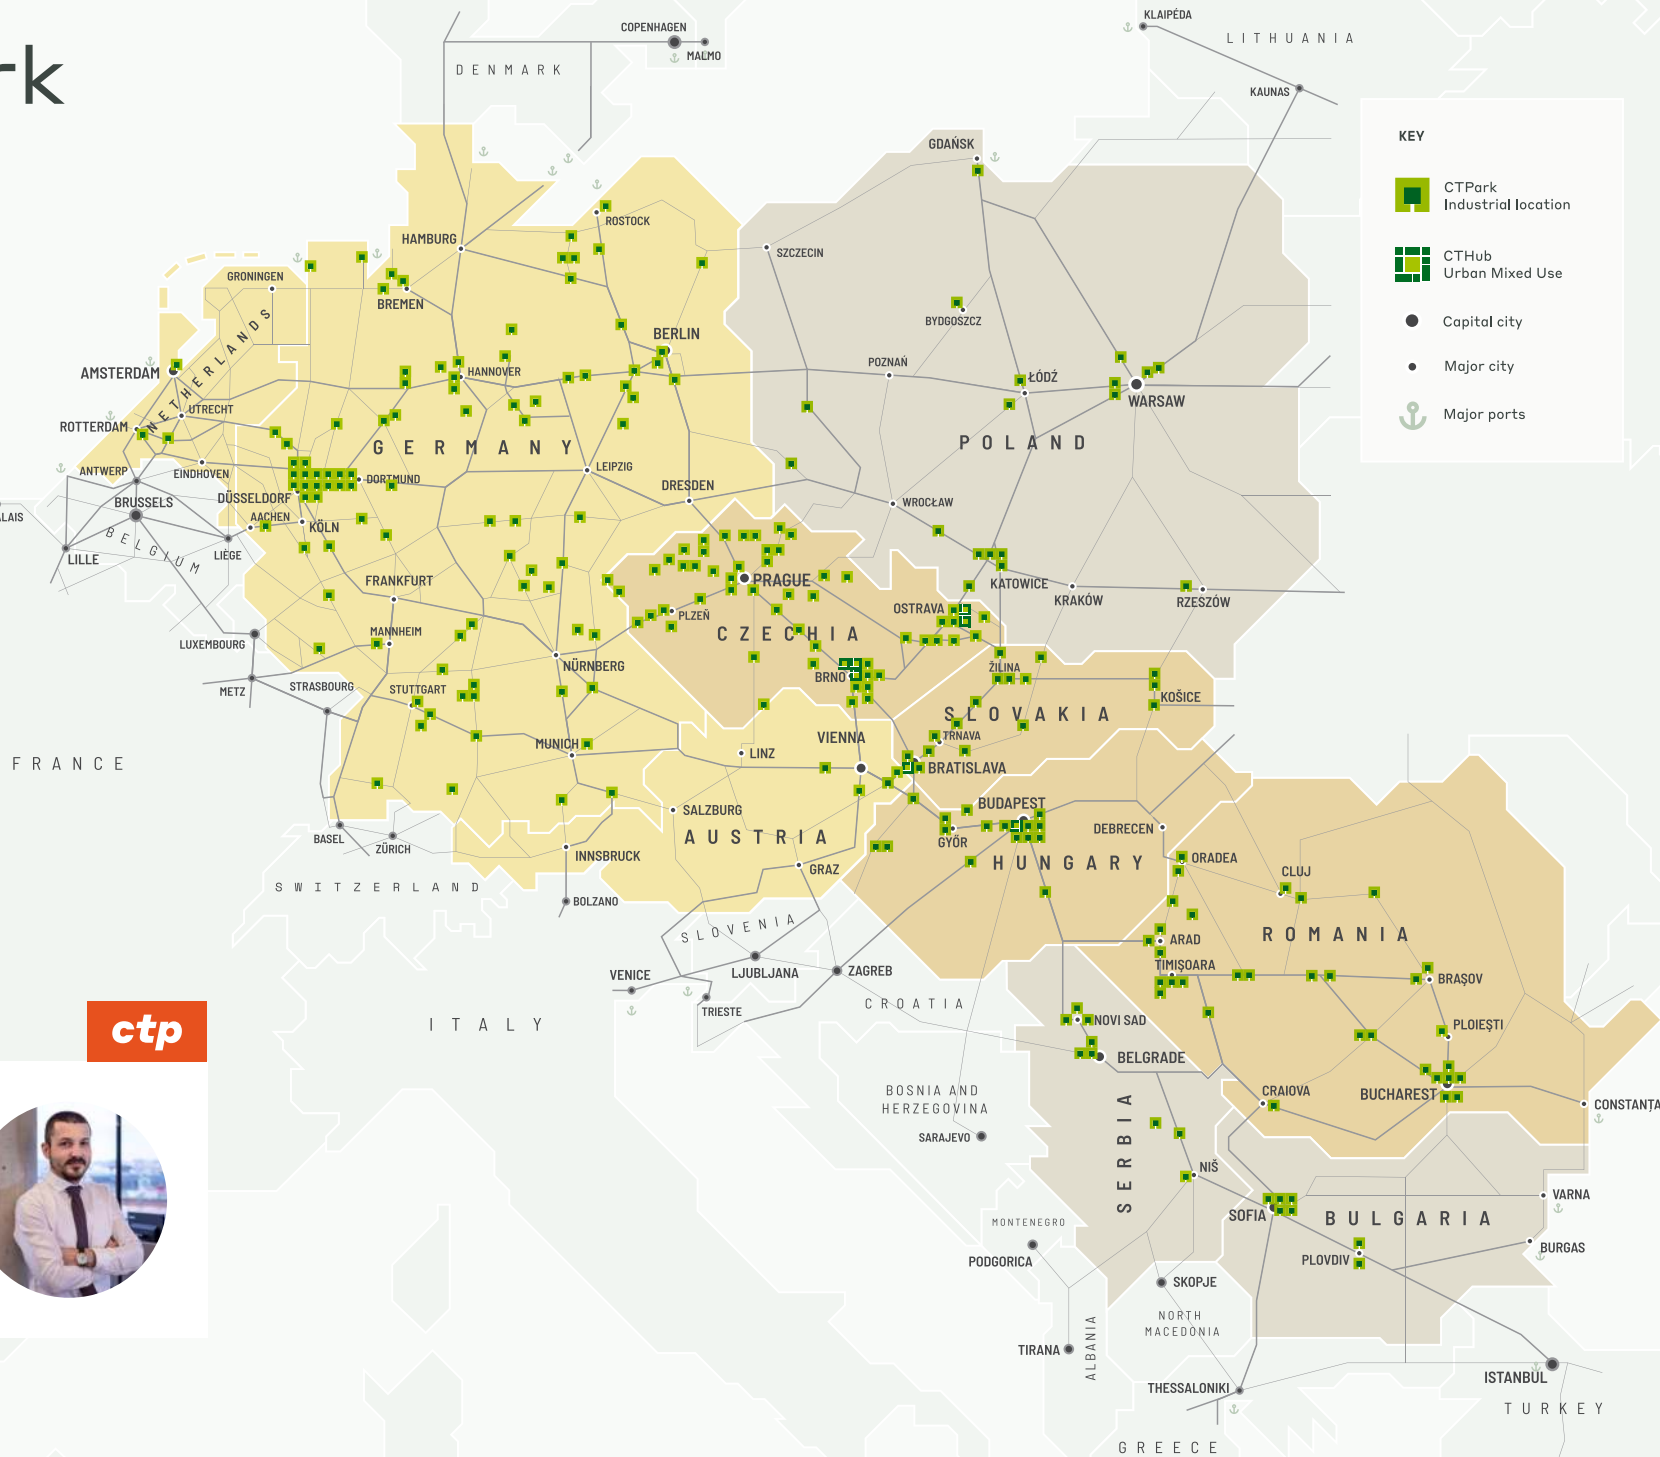 rk
COPENHAGEN
MALMO
DENMARK
KLAIPÉDA
LITHUANIA
KAUNAS
KEY
CTPark
Industrial location
CTHub
Urban Mixed Use
Capital city
Major city
Major ports
GDAŃSK
ROSTOCK
HAMBURG
SZCZECIN
GRONINGEN
BREMEN
BYDGOSZCZ
BERLIN
NETHERLANDS
AMSTERDAM
HANNOVER
POZNAŃ
ŁÓDŹ
WARSAW
UTRECHT
ROTTERDAM
GERMANY
POLAND
ANTWERP
EINDHOVEN
DORTMUND
LEIPZIG
DRESDEN
DÜSSELDORF
BRUSSELS
WROCŁAW
ALAIS
AACHEN
KÖLN
BELGIUM
LIÈGE
LILLE
FRANKFURT
PRAGUE
KATOWICE
KRAKÓW
RZESZÓW
OSTRAVA
PLZEŇ
CZECHIA
LUXEMBOURG
MANNHEIM
NÜRNBERG
ŽILINA
BRNO
METZ
STRASBOURG
STUTTGART
KOŠICE
SLOVAKIA
TRNAVA
VIENNA
MUNICH
LINZ
FRANCE
BRATISLAVA
BUDAPEST
SALZBURG
AUSTRIA
GYŐR
DEBRECEN
BASEL
ZÜRICH
INNSBRUCK
HUNGARY
ORADEA
CLUJ
GRAZ
SWITZERLAND
BOLZANO
SLOVENIA
ROMANIA
ARAD
TIMIȘOARA
VENICE
LJUBLJANA
ZAGREB
BRAȘOV
CROATIA
TRIESTE
ITALY
NOVI SAD
PLOIEȘTI
ctp
BELGRADE
BOSNIA AND
HERZEGOVINA
CRAIOVA
BUCHAREST
CONSTANȚA
SARAJEVO
SERBIA
NIŠ
VARNA
MONTENEGRO
SOFIA
BULGARIA
PLOVDIV
BURGAS
PODGORICA
SKOPJE
NORTH
MACEDONIA
TIRANA
ALBANIA
THESSALONIKI
ISTANBUL
TURKEY
GREECE